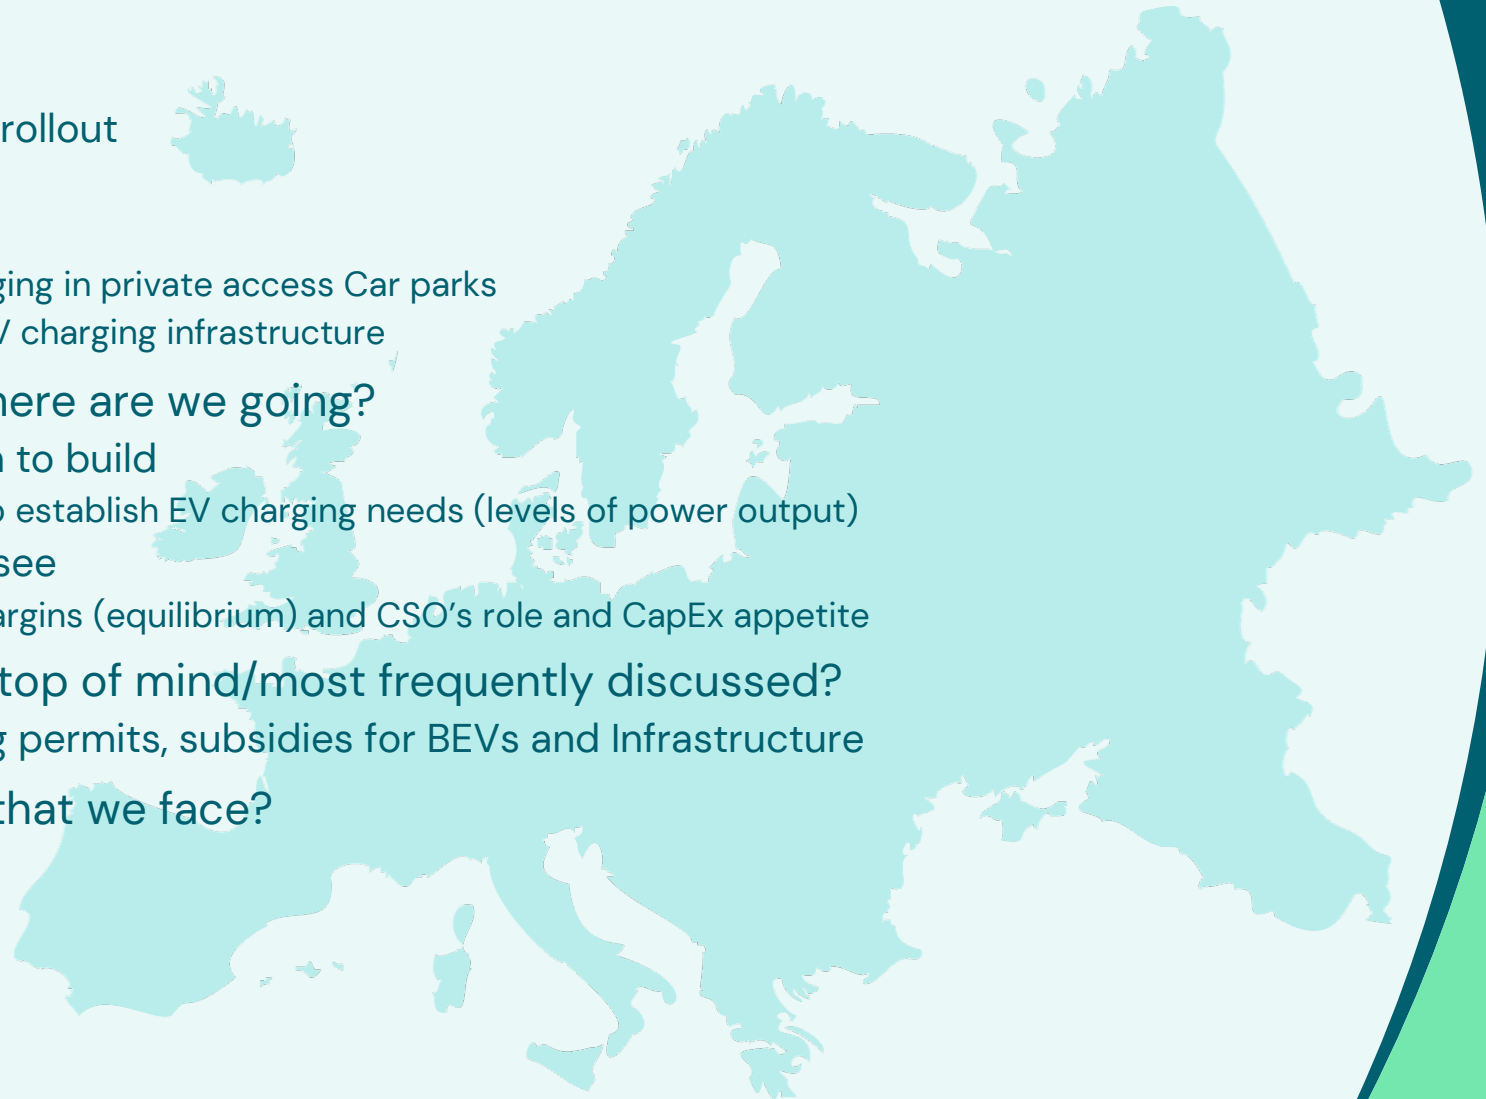 rollout
ging in private access Car parks
V charging infrastructure
here are we going?
n to build
o establish EV charging needs (levels of power output)
see
argins (equilibrium) and CSO’s role and CapEx appetite
top of mind/most frequently discussed?
g permits, subsidies for BEVs and Infrastructure
that we face?